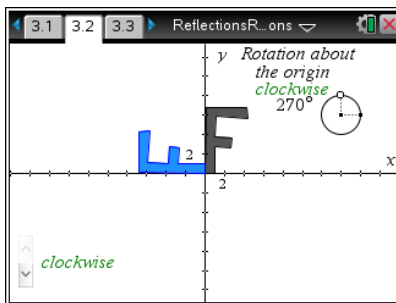 3.1 3.2 3.3 ReflectionsR...ons
y Rotation about
the origin
clockwise
270°
2
x
2
clockwise